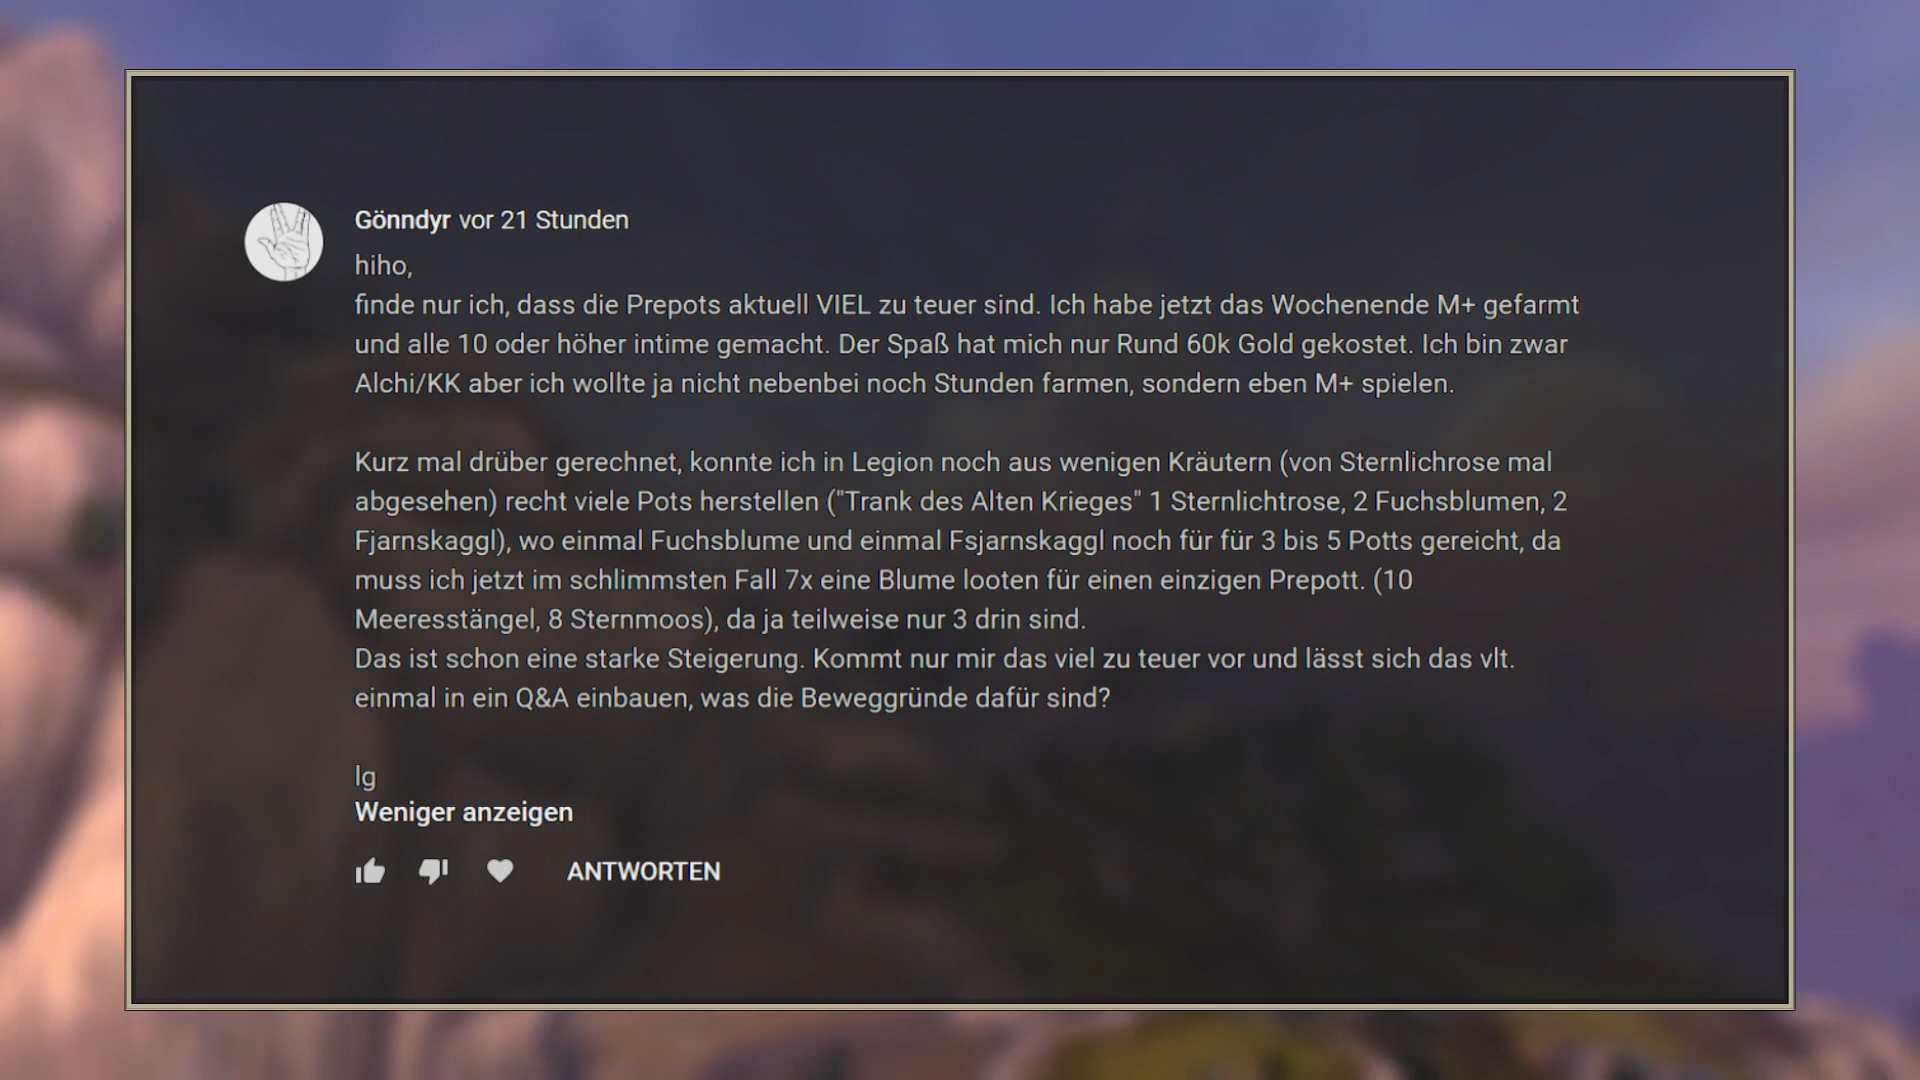 Gönndyr vor 21 Stunden
hiho,
finde nur ich, dass die Prepots aktuell VIEL zu teuer sind. Ich habe jetzt das Wochenende M+ gefarmt
und alle 10 oder höher intime gemacht. Der Spaß hat mich nur Rund 60k Gold gekostet. Ich bin zwar
Alchi/KK aber ich wollte ja nicht nebenbei noch Stunden farmen, sondern eben M+ spielen.
Kurz mal drüber gerechnet, konnte ich in Legion noch aus wenigen Kräutern (von Sternlichrose mal
abgesehen) recht viele Pots herstellen ("Trank des Alten Krieges" 1 Sternlichtrose, 2 Fuchsblumen, 2
Fjarnskaggl), wo einmal Fuchsblume und einmal Fsjarnskaggl noch für für 3 bis 5 Potts gereicht, da
muss ich jetzt im schlimmsten Fall 7x eine Blume looten für einen einzigen Prepott. (10
Meeresstängel, 8 Sternmoos), da ja teilweise nur 3 drin sind.
Das ist schon eine starke Steigerung. Kommt nur mir das viel zu teuer vor und lässt sich das vlt.
einmal in ein Q&A einbauen, was die Beweggründe dafür sind?
lg
Weniger anzeigen
ANTWORTEN